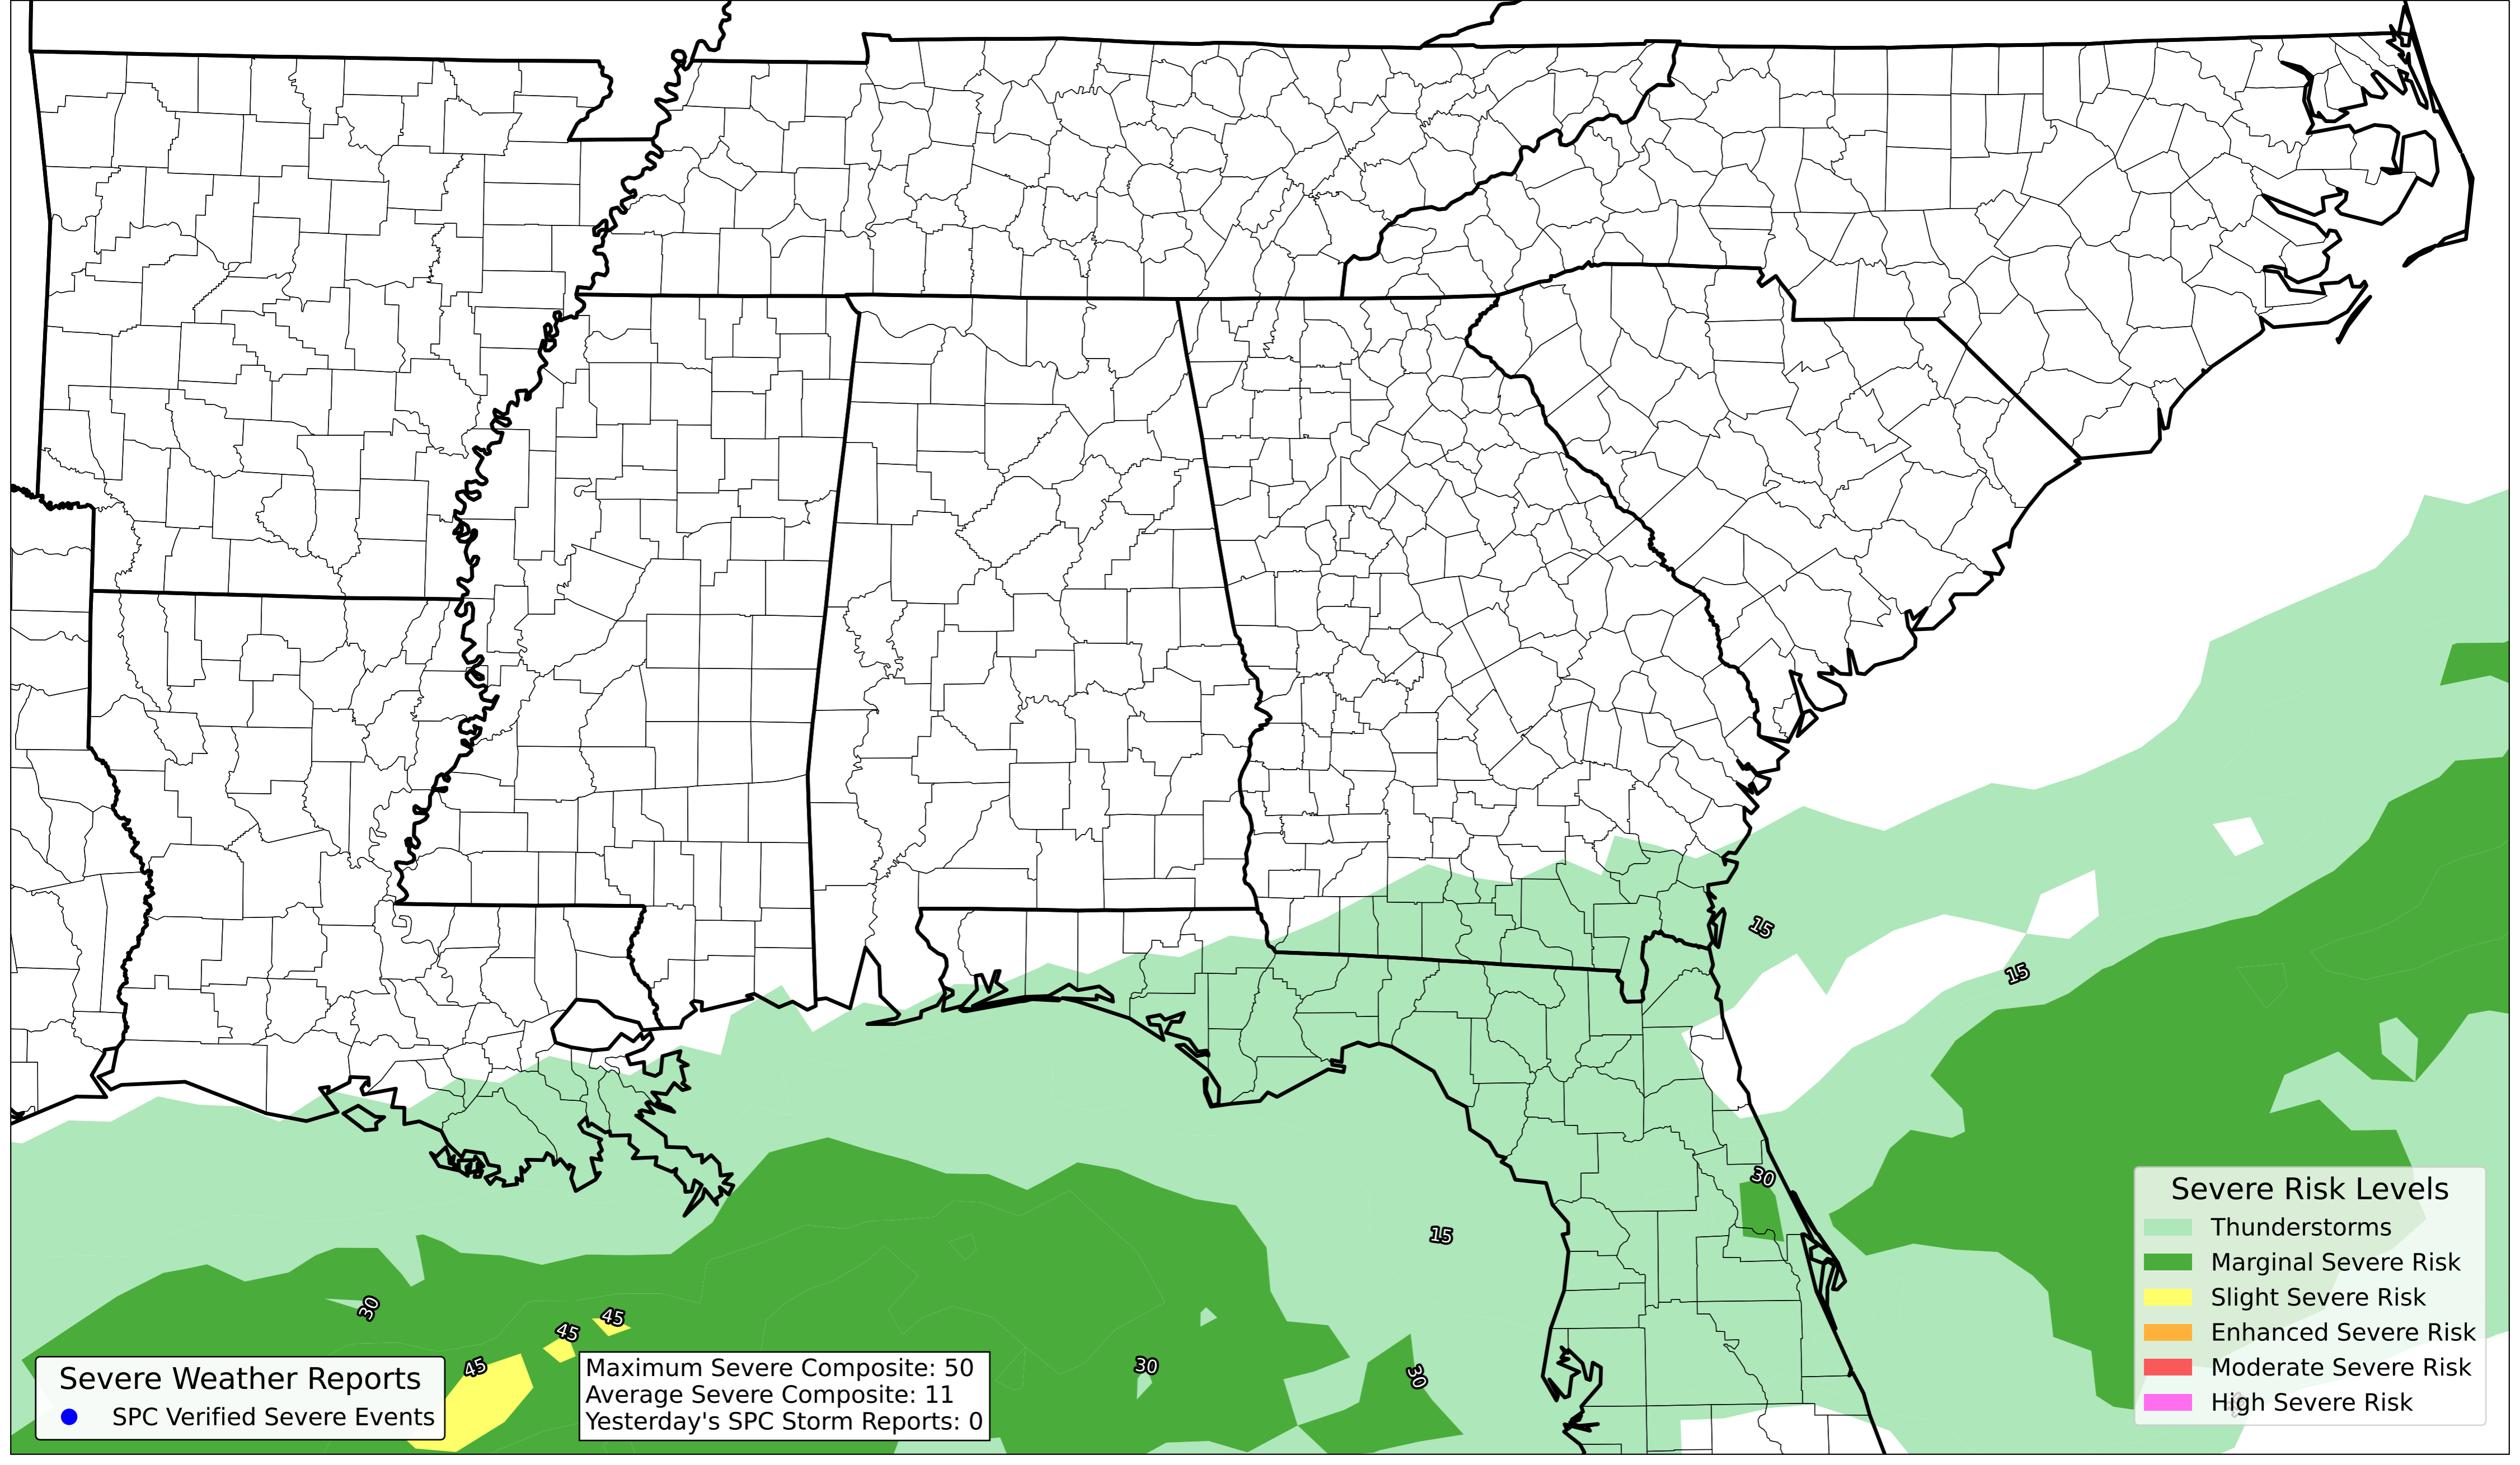 15
15
30
15
30
45
45
45
30
30
Severe Risk Levels
Thunderstorms
Marginal Severe Risk
Slight Severe Risk
Enhanced Severe Risk
Moderate Severe Risk
High Severe Risk
Severe Weather Reports
SPC Verified Severe Events
Maximum Severe Composite: 50
Average Severe Composite: 11
Yesterday's SPC Storm Reports: 0